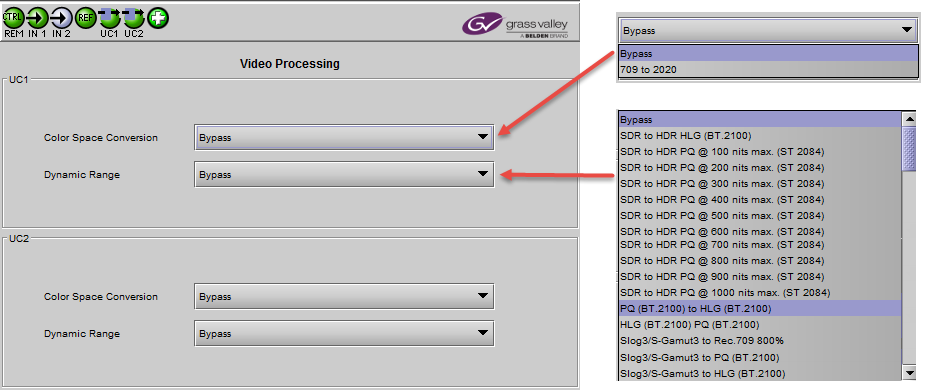 CTRL REF
REM IN 1 IN 2 UC1 UC2
GV grass valley
A BELDEN BRAND
Video Processing
UC1
Color Space Conversion Bypass
Dynamic Range Bypass
UC2
Color Space Conversion Bypass
Dynamic Range Bypass
Bypass
Bypass
709 to 2020
Bypass
SDR to HDR HLG (BT.2100)
SDR to HDR PQ @ 100 nits max. (ST 2084)
SDR to HDR PQ @ 200 nits max. (ST 2084)
SDR to HDR PQ @ 300 nits max. (ST 2084)
SDR to HDR PQ @ 400 nits max. (ST 2084)
SDR to HDR PQ @ 500 nits max. (ST 2084)
SDR to HDR PQ @ 600 nits max. (ST 2084)
SDR to HDR PQ @ 700 nits max. (ST 2084)
SDR to HDR PQ @ 800 nits max. (ST 2084)
SDR to HDR PQ @ 900 nits max. (ST 2084)
SDR to HDR PQ @ 1000 nits max. (ST 2084)
PQ (BT.2100) to HLG (BT.2100)
HLG (BT.2100) PQ (BT.2100)
Slog3/S-Gamut3 to Rec.709 800%
Slog3/S-Gamut3 to PQ (BT.2100)
Slog3/S-Gamut3 to HLG (BT.2100)